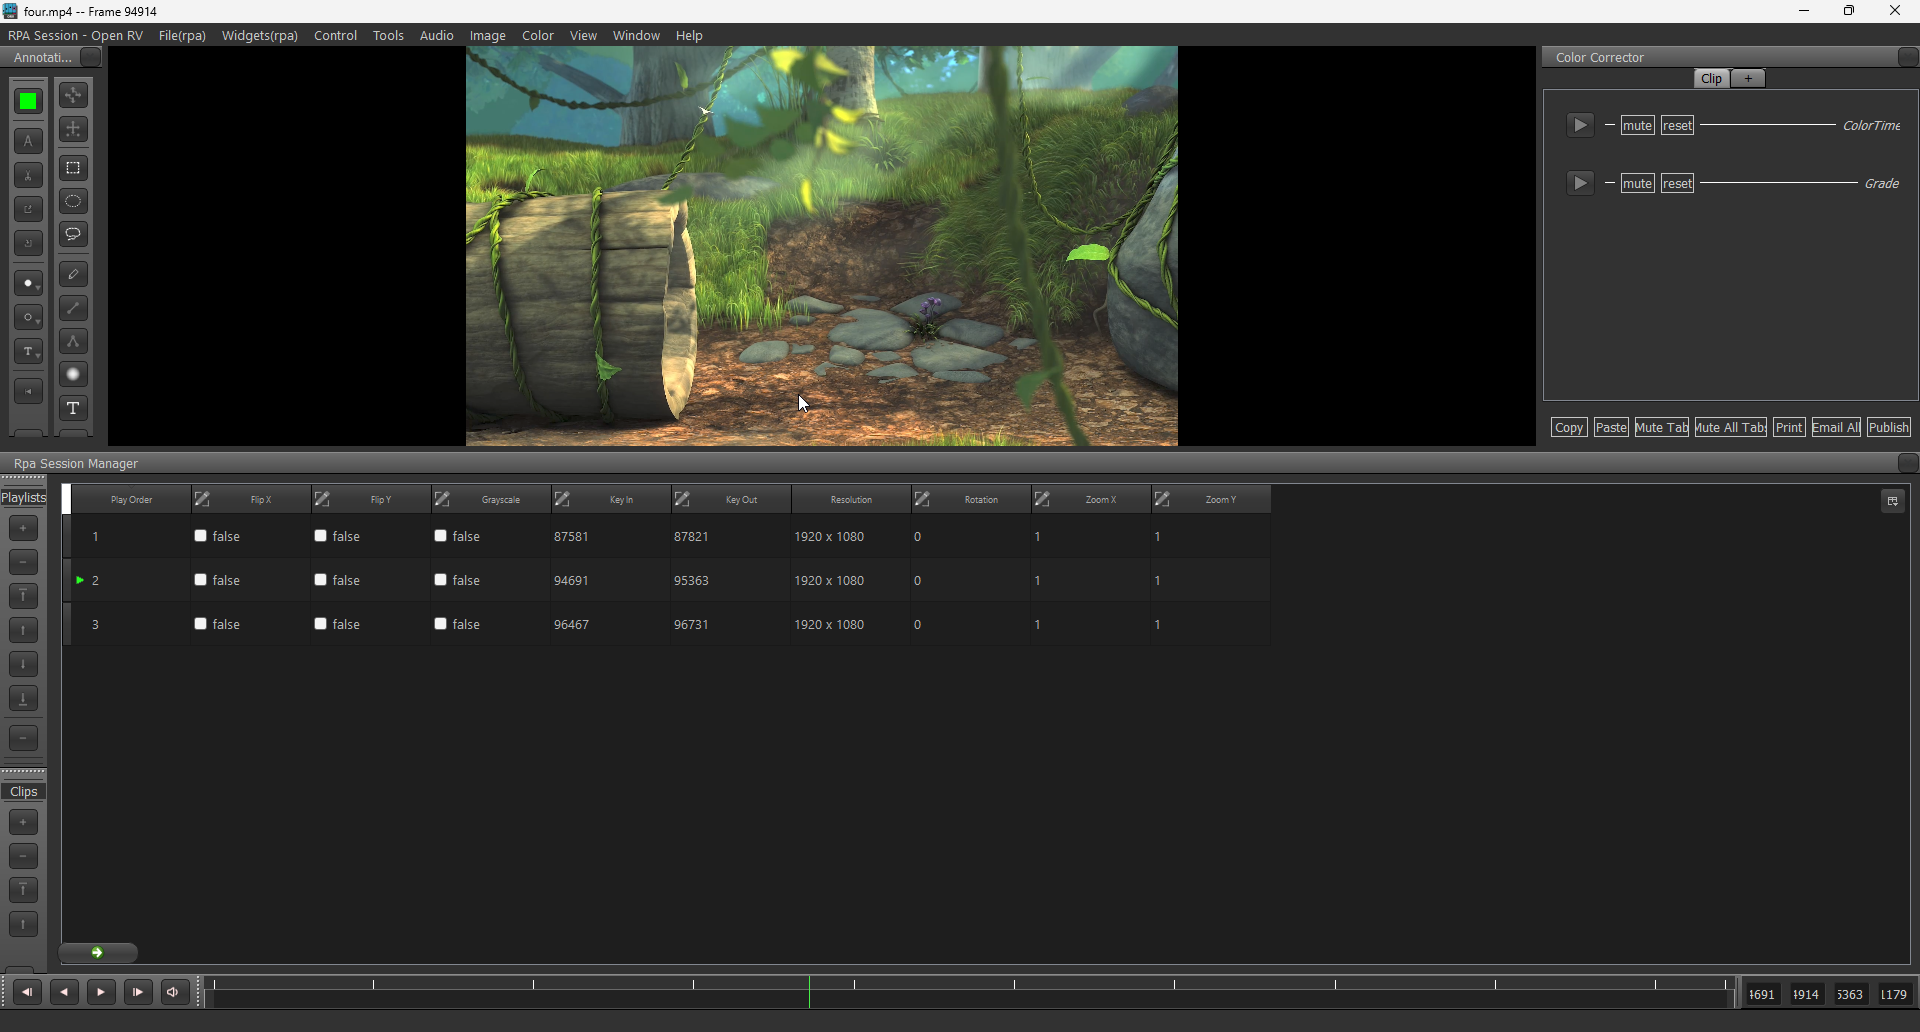 four.mp4 -- Frame 94914
RPA Session - Open RV File(rpa) Widgets(rpa) Control Tools Audio Image Color View Window Help
Annotati...
Color Corrector
Clip +
mute reset ColorTime
mute reset Grade
A
T
T
Copy Paste Mute Tab Mute All Tabs Print Email All Publish
Rpa Session Manager
Playlists
Play Order Flip X Flip Y Grayscale Key In Key Out Resolution Rotation Zoom X Zoom Y
1 false false false 87581 87821 1920 x 1080 0 1 1
2 false false false 94691 95363 1920 x 1080 0 1 1
3 false false false 96467 96731 1920 x 1080 0 1 1
Clips
4691 4914 5363 1179